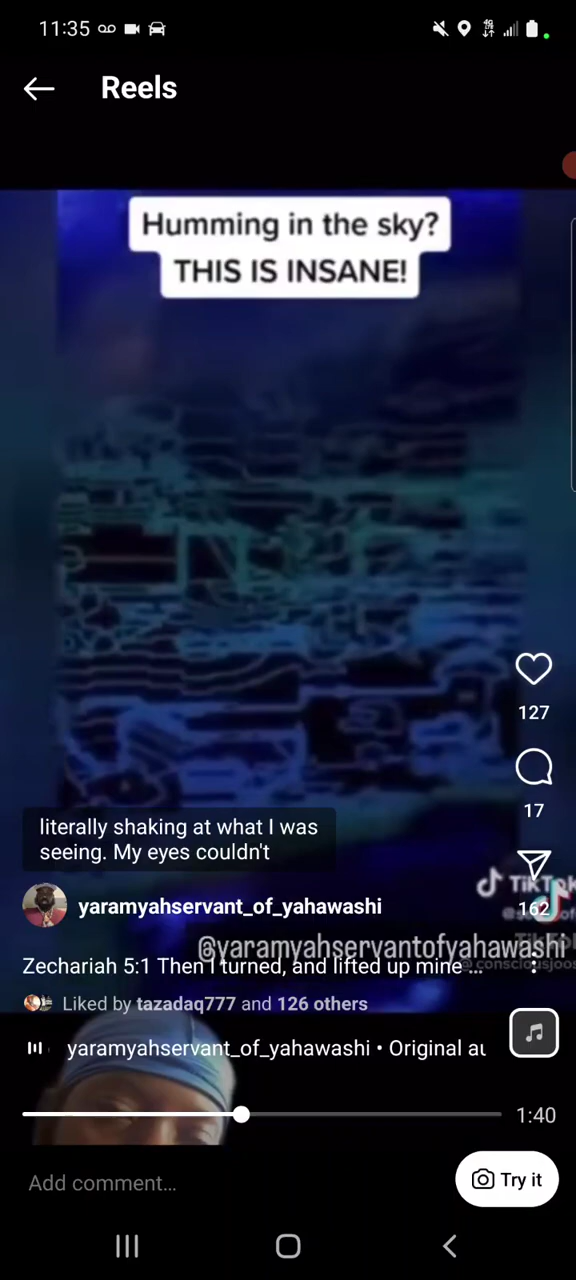 11:35
Reels
Humming in the sky?
THIS IS INSANE!
127
17
literally shaking at what I was
seeing. My eyes couldn't
TikTok
yaramyahservant_of_yahawashi
162
@yaramyahservantofyahawashi
Zechariah 5:1 Then I turned, and lifted up mine ...
Liked by tazadaq777 and 126 others
yaramyahservant_of_yahawashi • Original au
1:40
Add comment...
Try it